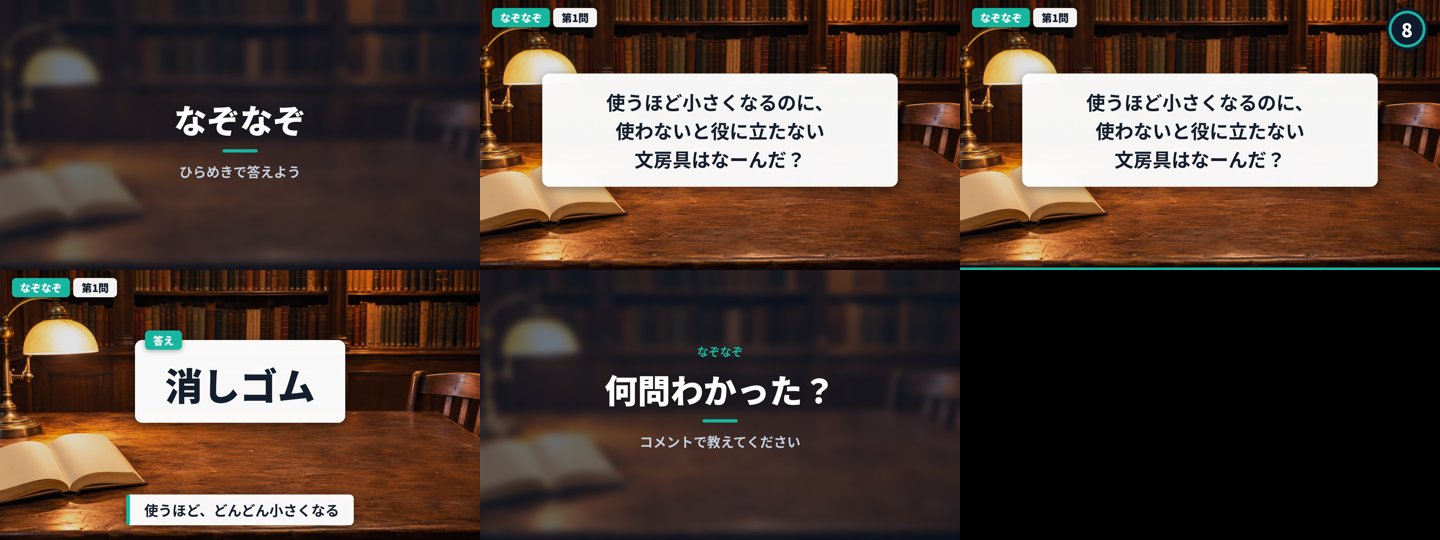 なぞなぞ
ひらめきで答えよう
なぞなぞ 第1問
使うほど小さくなるのに、
使わないと役に立たない
文房具はなーんだ？
なぞなぞ 第1問
8
使うほど小さくなるのに、
使わないと役に立たない
文房具はなーんだ？
なぞなぞ 第1問
答え
消しゴム
使うほど、どんどん小さくなる
なぞなぞ
何問わかった？
コメントで教えてください